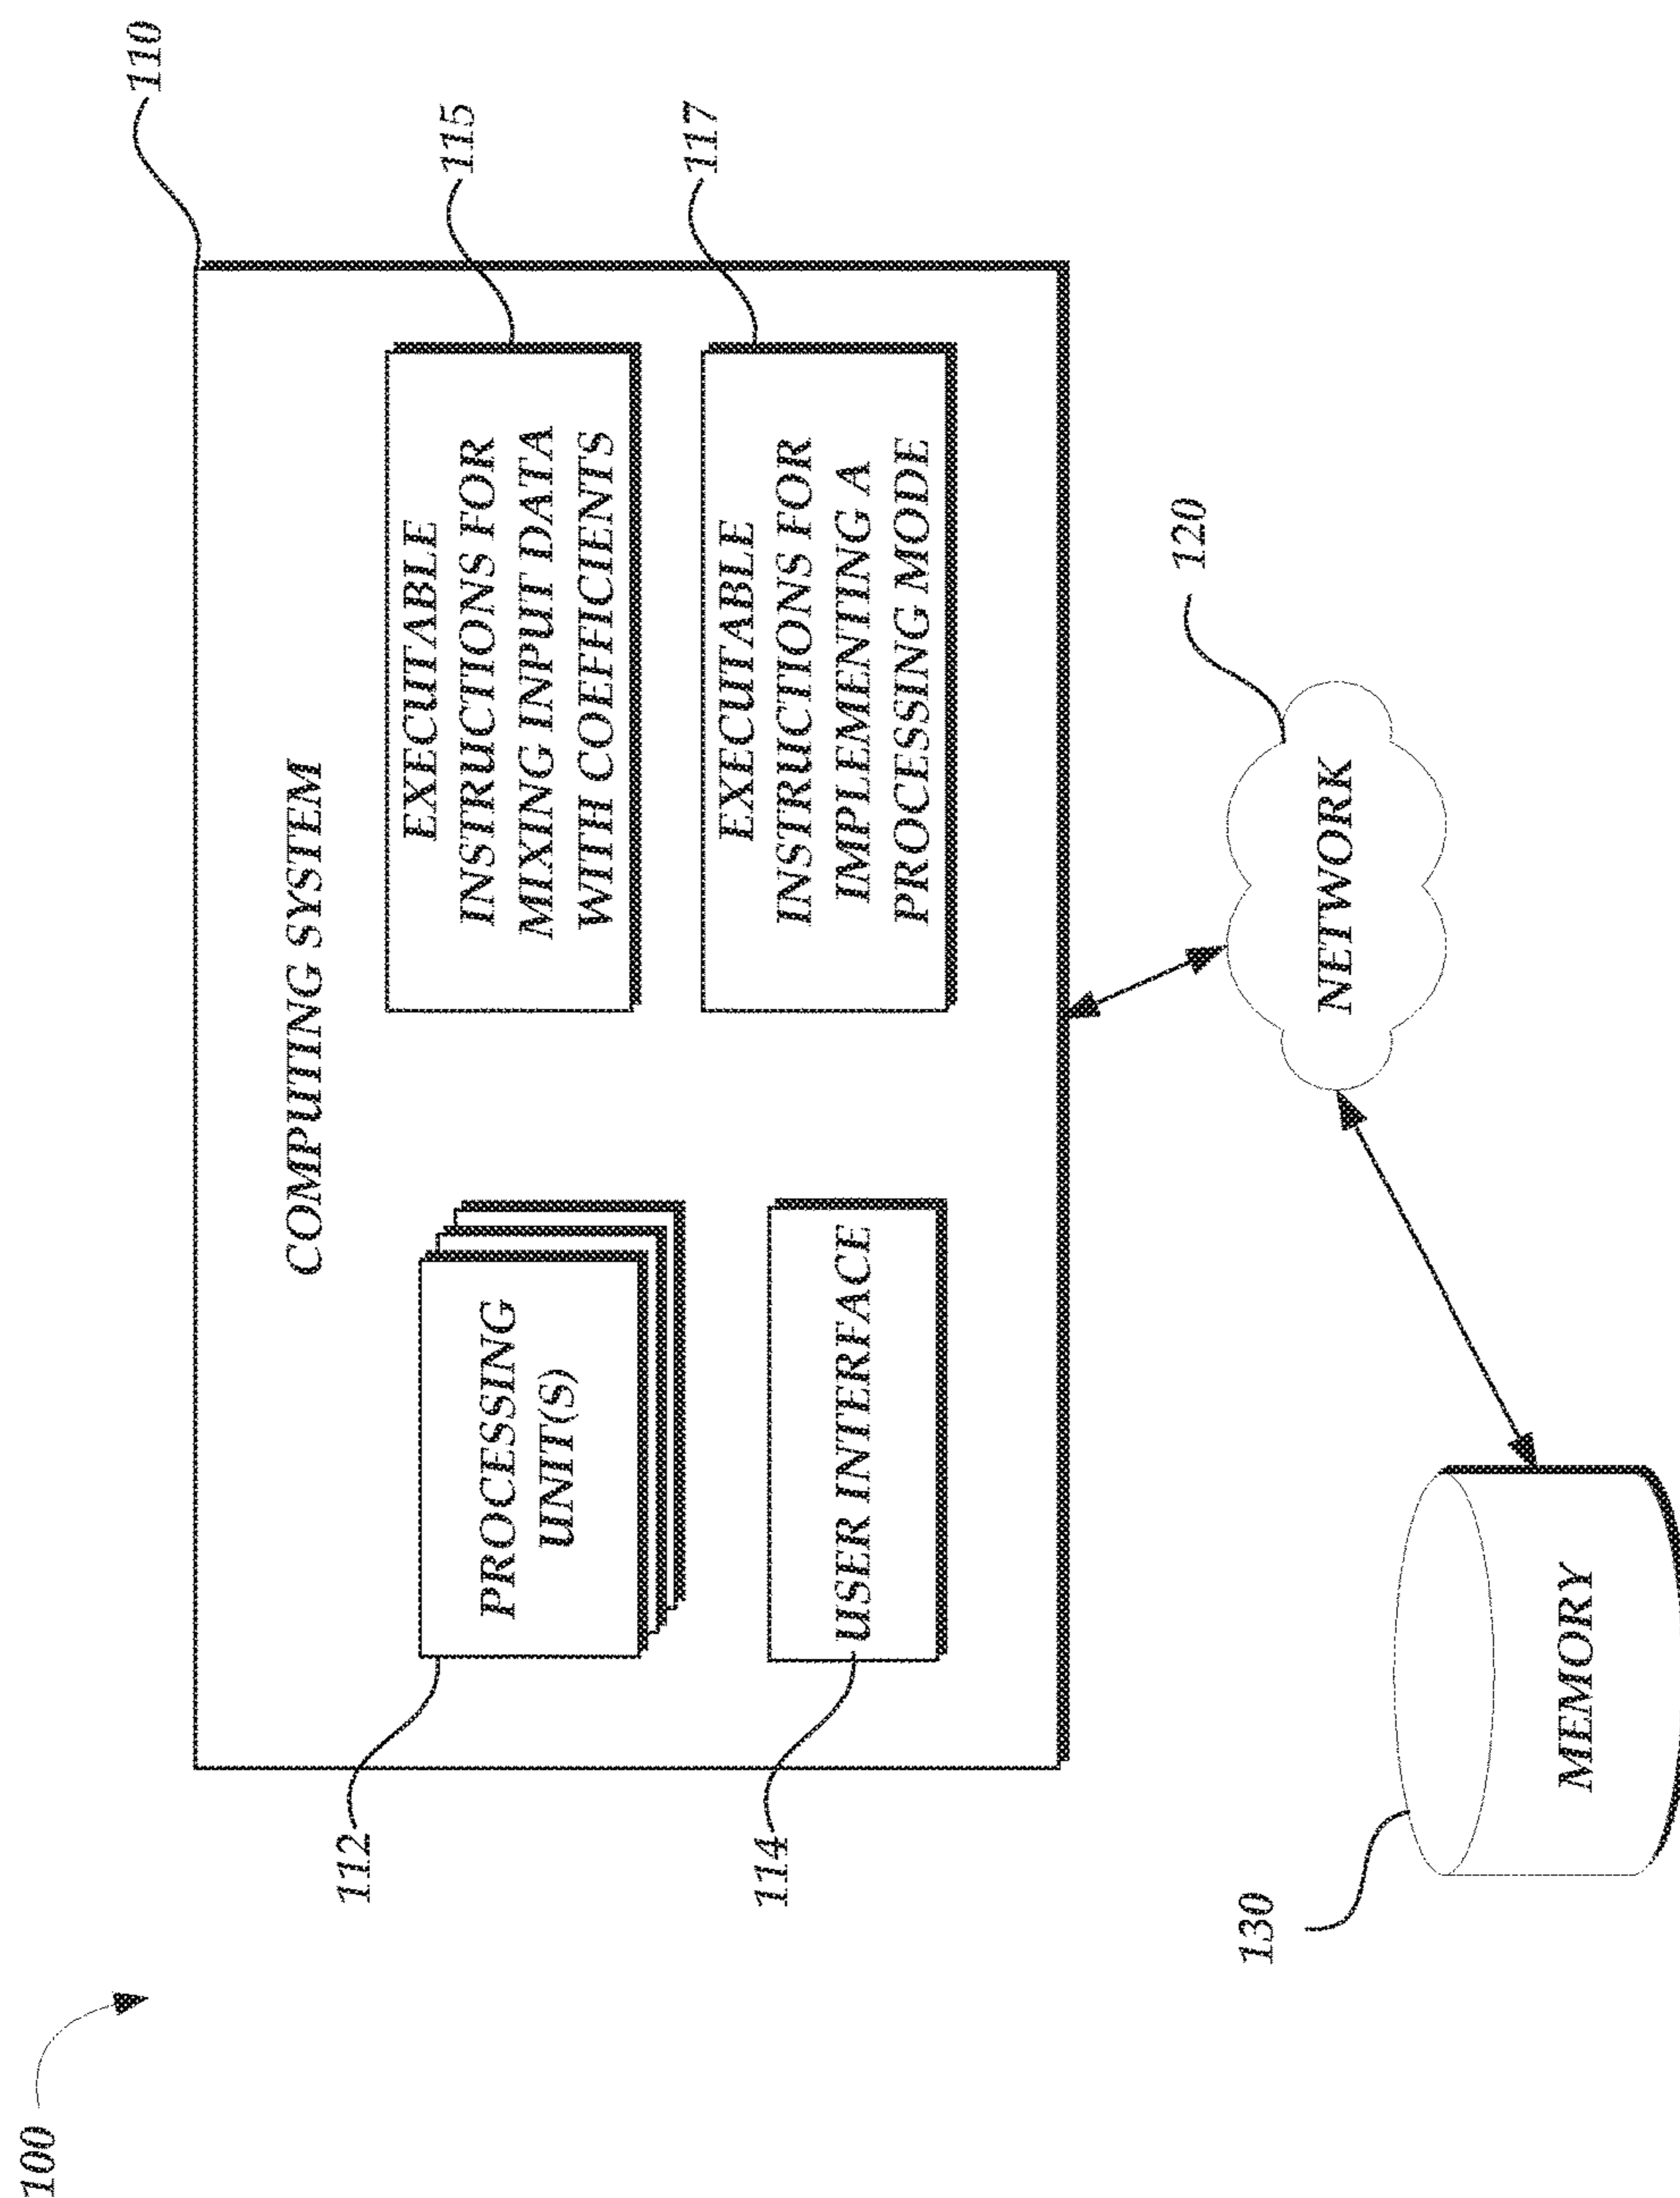 100
110
COMPUTING SYSTEM
112
PROCESSING
UNIT(S)
EXECUTABLE
INSTRUCTIONS FOR
MIXING INPUT DATA
WITH COEFFICIENTS
115
114
USER INTERFACE
EXECUTABLE
INSTRUCTIONS FOR
IMPLEMENTING A
PROCESSING MODE
117
120
NETWORK
130
MEMORY